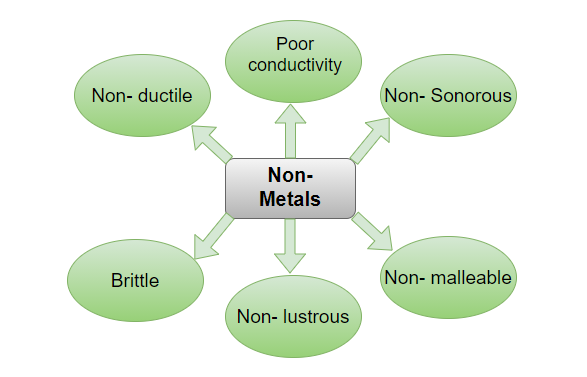 Poor
conductivity
Non- ductile
Non- Sonorous
Non-
Metals
Brittle
Non- malleable
Non- lustrous